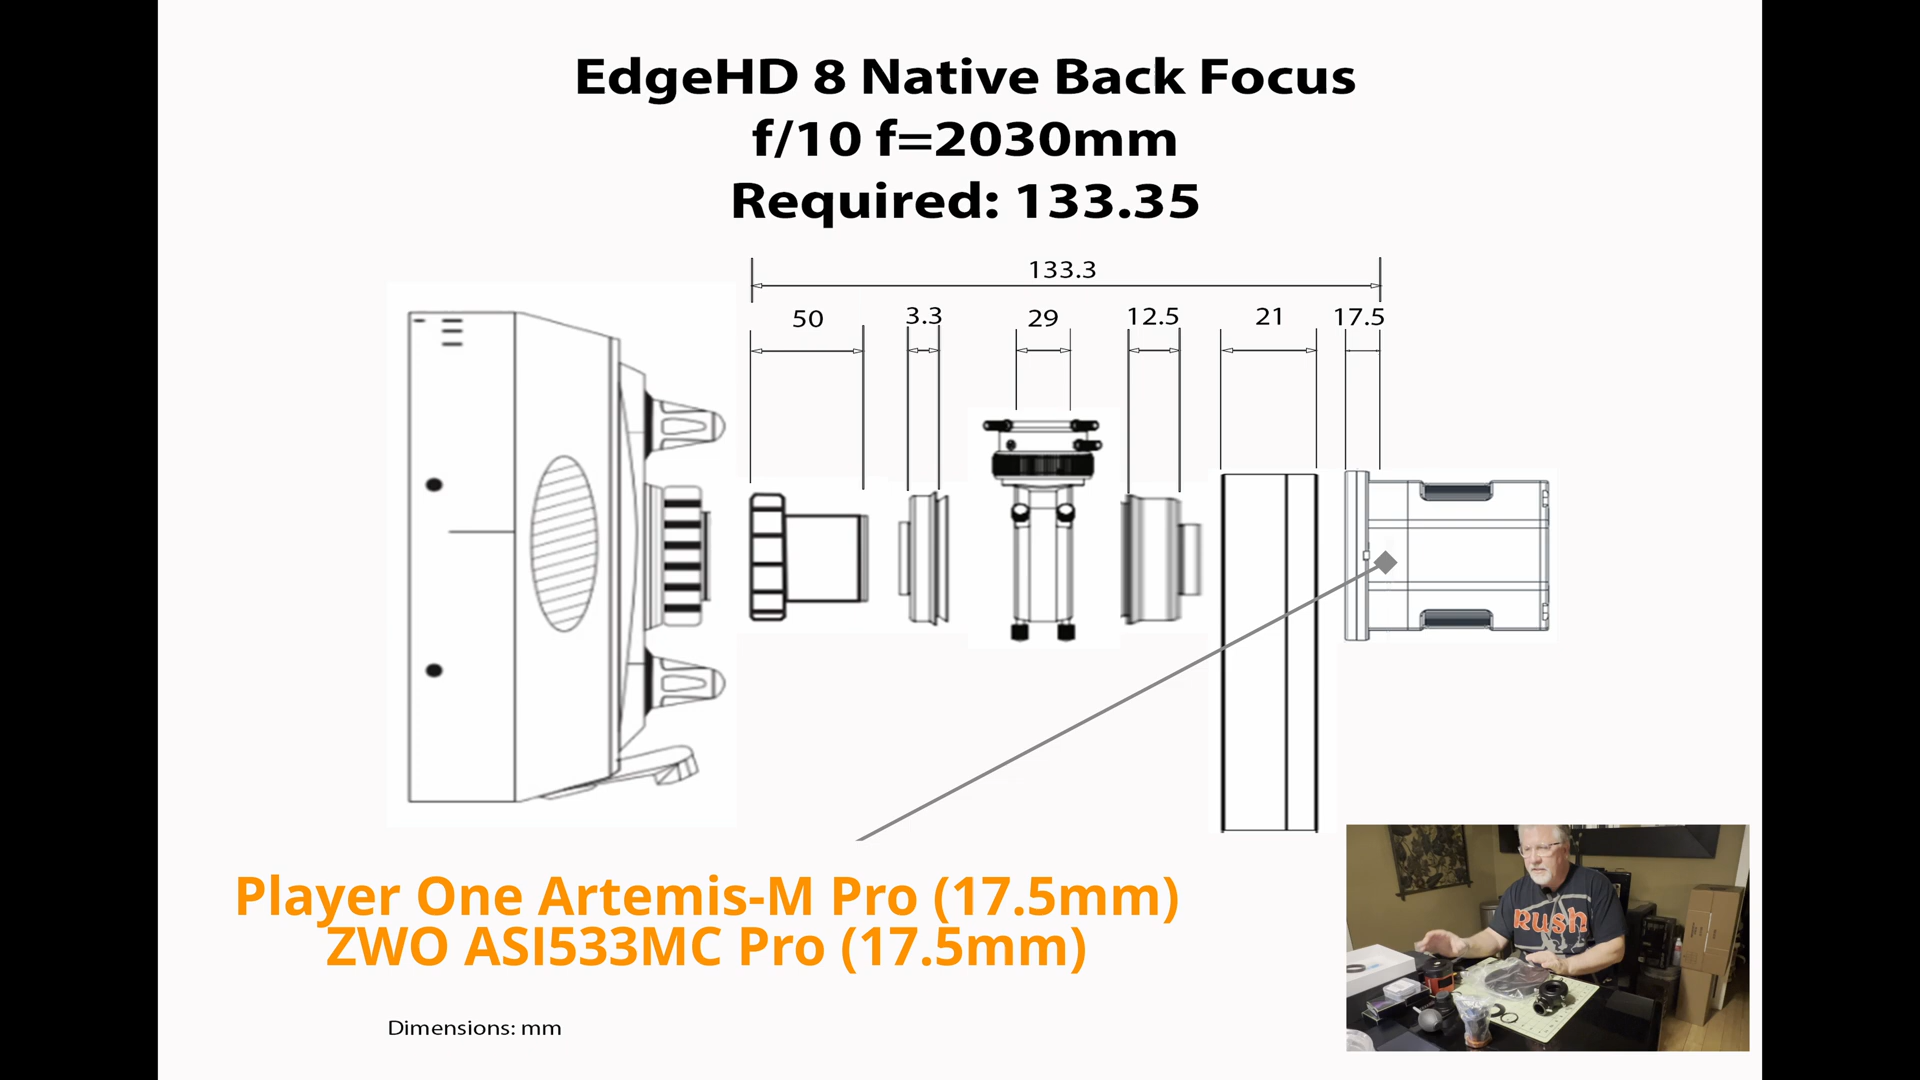 EdgeHD 8 Native Back Focus
f/10 f=2030mm
Required: 133.35
133.3
50 3.3 29 12.5 21 17.5
Player One Artemis-M Pro (17.5mm)
ZWO ASI533MC Pro (17.5mm)
Dimensions: mm
Rush